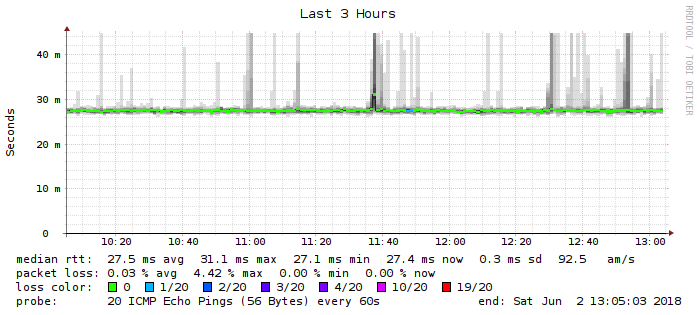 Last 3 Hours
RRDTOOL / TOBI OETIKER
Seconds
40 m
30 m
20 m
10 m
0
10:20 10:40 11:00 11:20 11:40 12:00 12:20 12:40 13:00
median rtt: 27.5 ms avg 31.1 ms max 27.1 ms min 27.4 ms now 0.3 ms sd 92.5 am/s
packet loss: 0.03 % avg 4.42 % max 0.00 % min 0.00 % now
loss color: 0 1/20 2/20 3/20 4/20 10/20 19/20
probe: 20 ICMP Echo Pings (56 Bytes) every 60s end: Sat Jun 2 13:05:03 2018